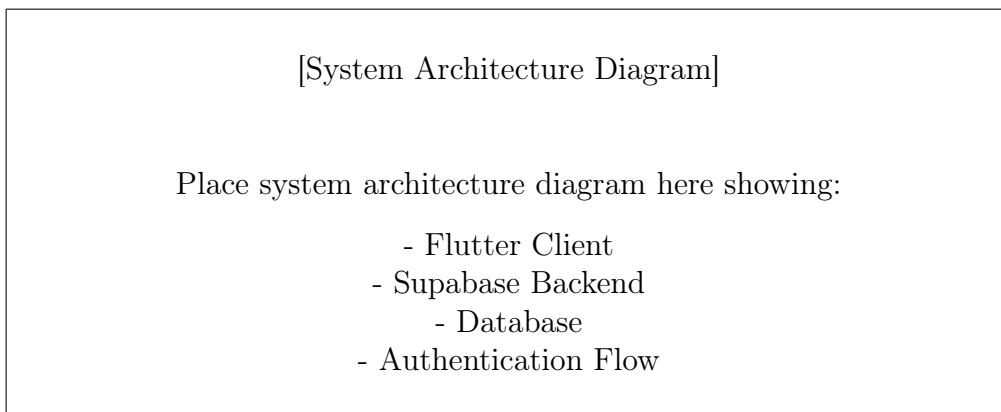 [System Architecture Diagram]
Place system architecture diagram here showing:
- Flutter Client
- Supabase Backend
- Database
- Authentication Flow